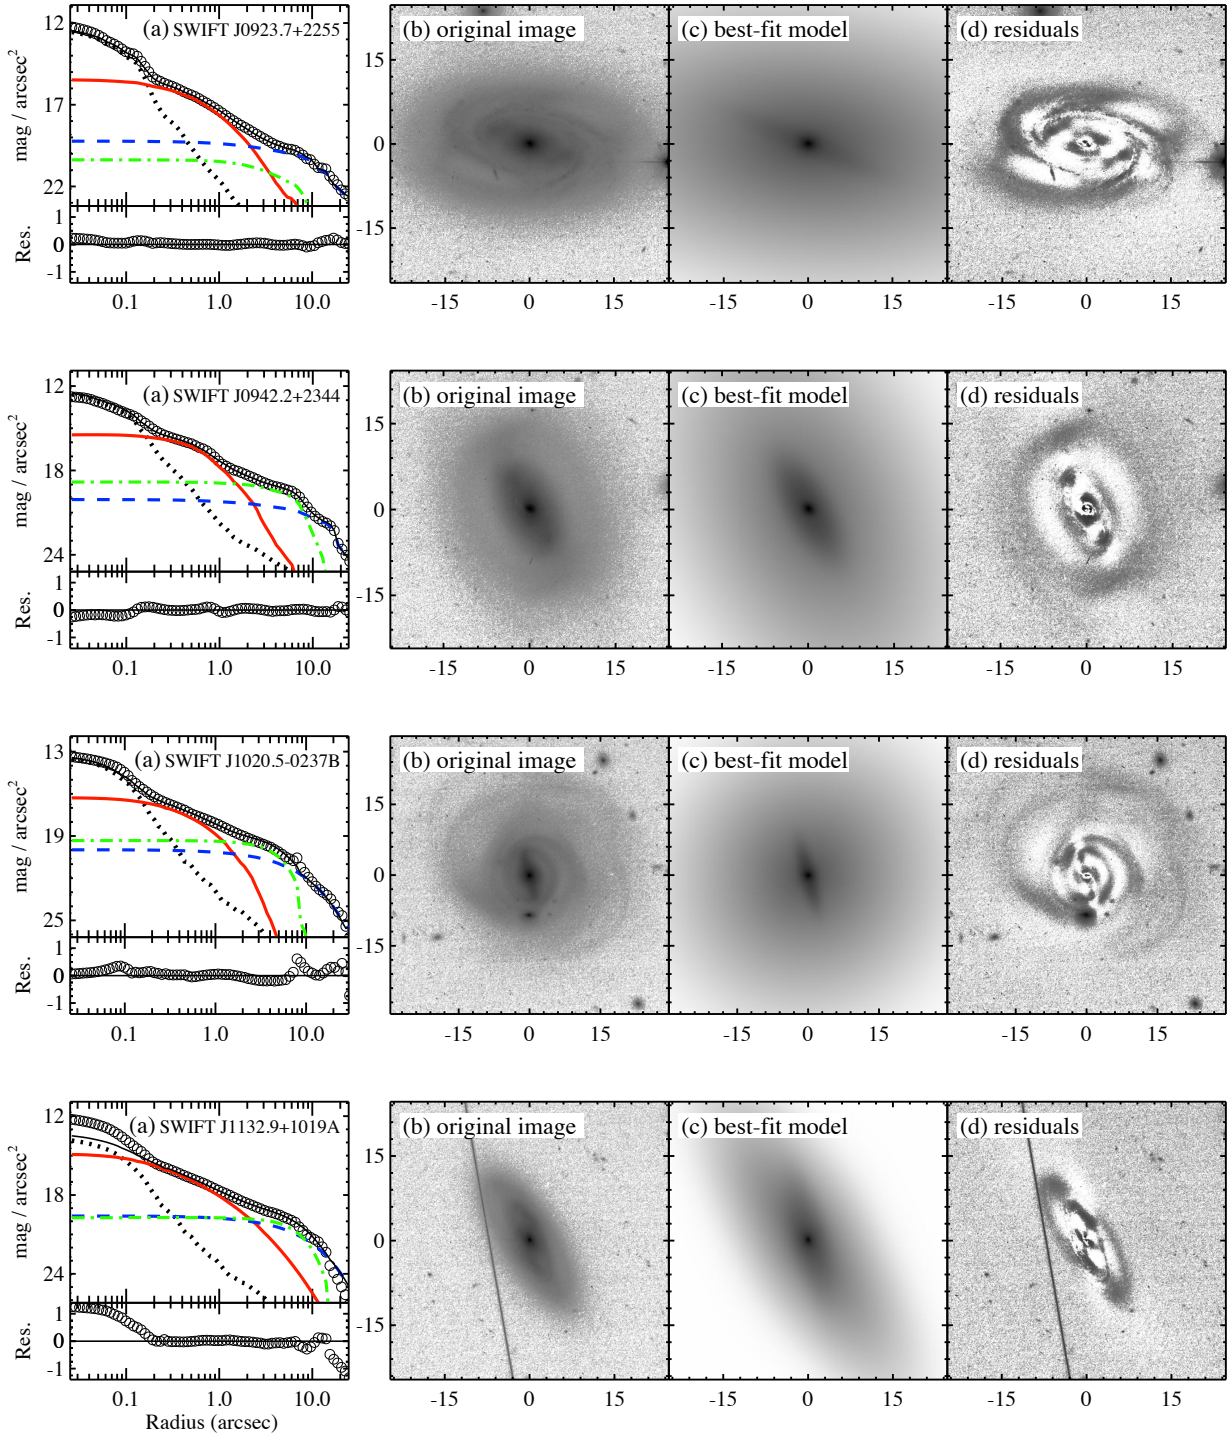 (a) SWIFT J0923.7+2255
(b) original image
(c) best-fit model
(d) residuals
mag / arcsec²
12
17
22
Res.
1
0
-1
0.1 1.0 10.0
15
0
-15
-15 0 15
-15 0 15
-15 0 15
(a) SWIFT J0942.2+2344
(b) original image
(c) best-fit model
(d) residuals
mag / arcsec²
12
18
24
Res.
1
0
-1
0.1 1.0 10.0
15
0
-15
-15 0 15
-15 0 15
-15 0 15
(a) SWIFT J1020.5-0237B
(b) original image
(c) best-fit model
(d) residuals
mag / arcsec²
13
19
25
Res.
1
0
-1
0.1 1.0 10.0
15
0
-15
-15 0 15
-15 0 15
-15 0 15
(a) SWIFT J1132.9+1019A
(b) original image
(c) best-fit model
(d) residuals
mag / arcsec²
12
18
24
Res.
1
0
-1
0.1 1.0 10.0
Radius (arcsec)
15
0
-15
-15 0 15
-15 0 15
-15 0 15